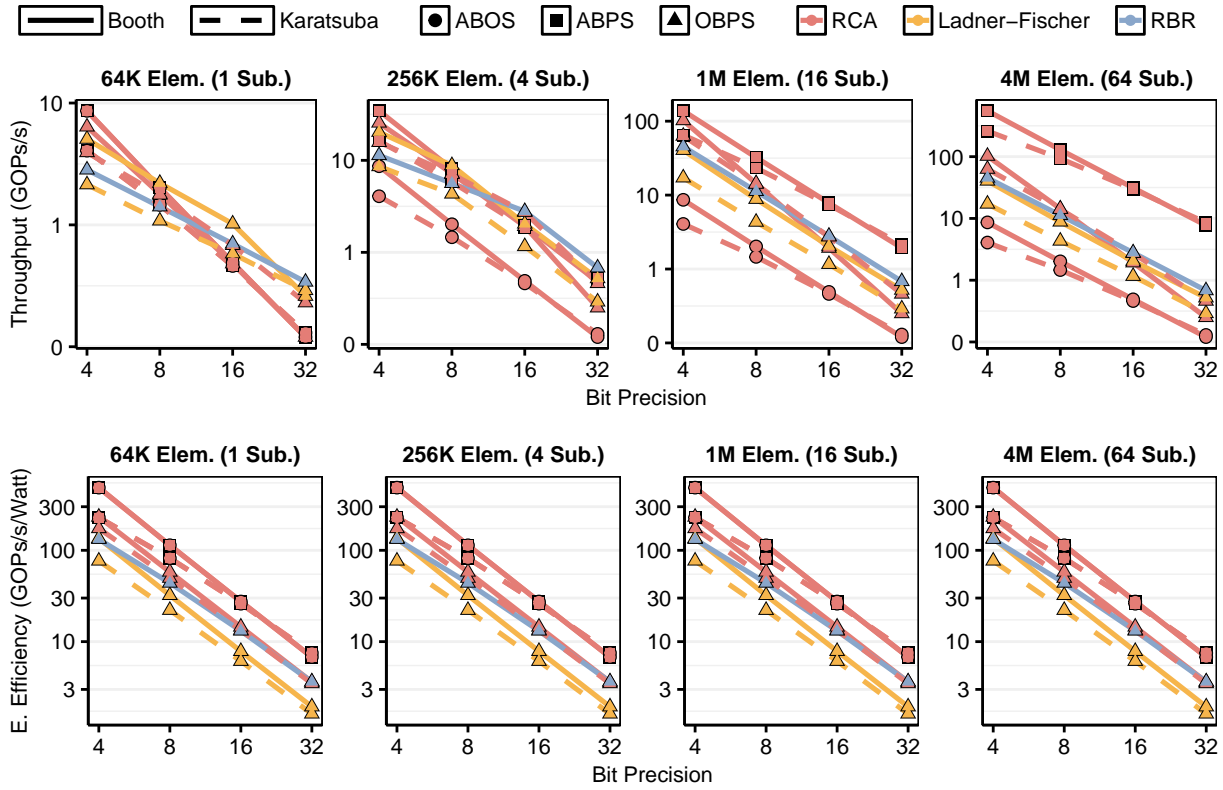 Booth Karatsuba ABOS ABPS OBPS RCA Ladner−Fischer RBR
64K Elem. (1 Sub.) 256K Elem. (4 Sub.) 1M Elem. (16 Sub.) 4M Elem. (64 Sub.)
Throughput (GOPs/s)
10 1 0
10 1 0
100 10 1 0
100 10 1 0
4 8 16 32 4 8 16 32 4 8 16 32 4 8 16 32
Bit Precision
64K Elem. (1 Sub.) 256K Elem. (4 Sub.) 1M Elem. (16 Sub.) 4M Elem. (64 Sub.)
E. Efficiency (GOPs/s/Watt)
300 100 30 10 3
300 100 30 10 3
300 100 30 10 3
300 100 30 10 3
4 8 16 32 4 8 16 32 4 8 16 32 4 8 16 32
Bit Precision